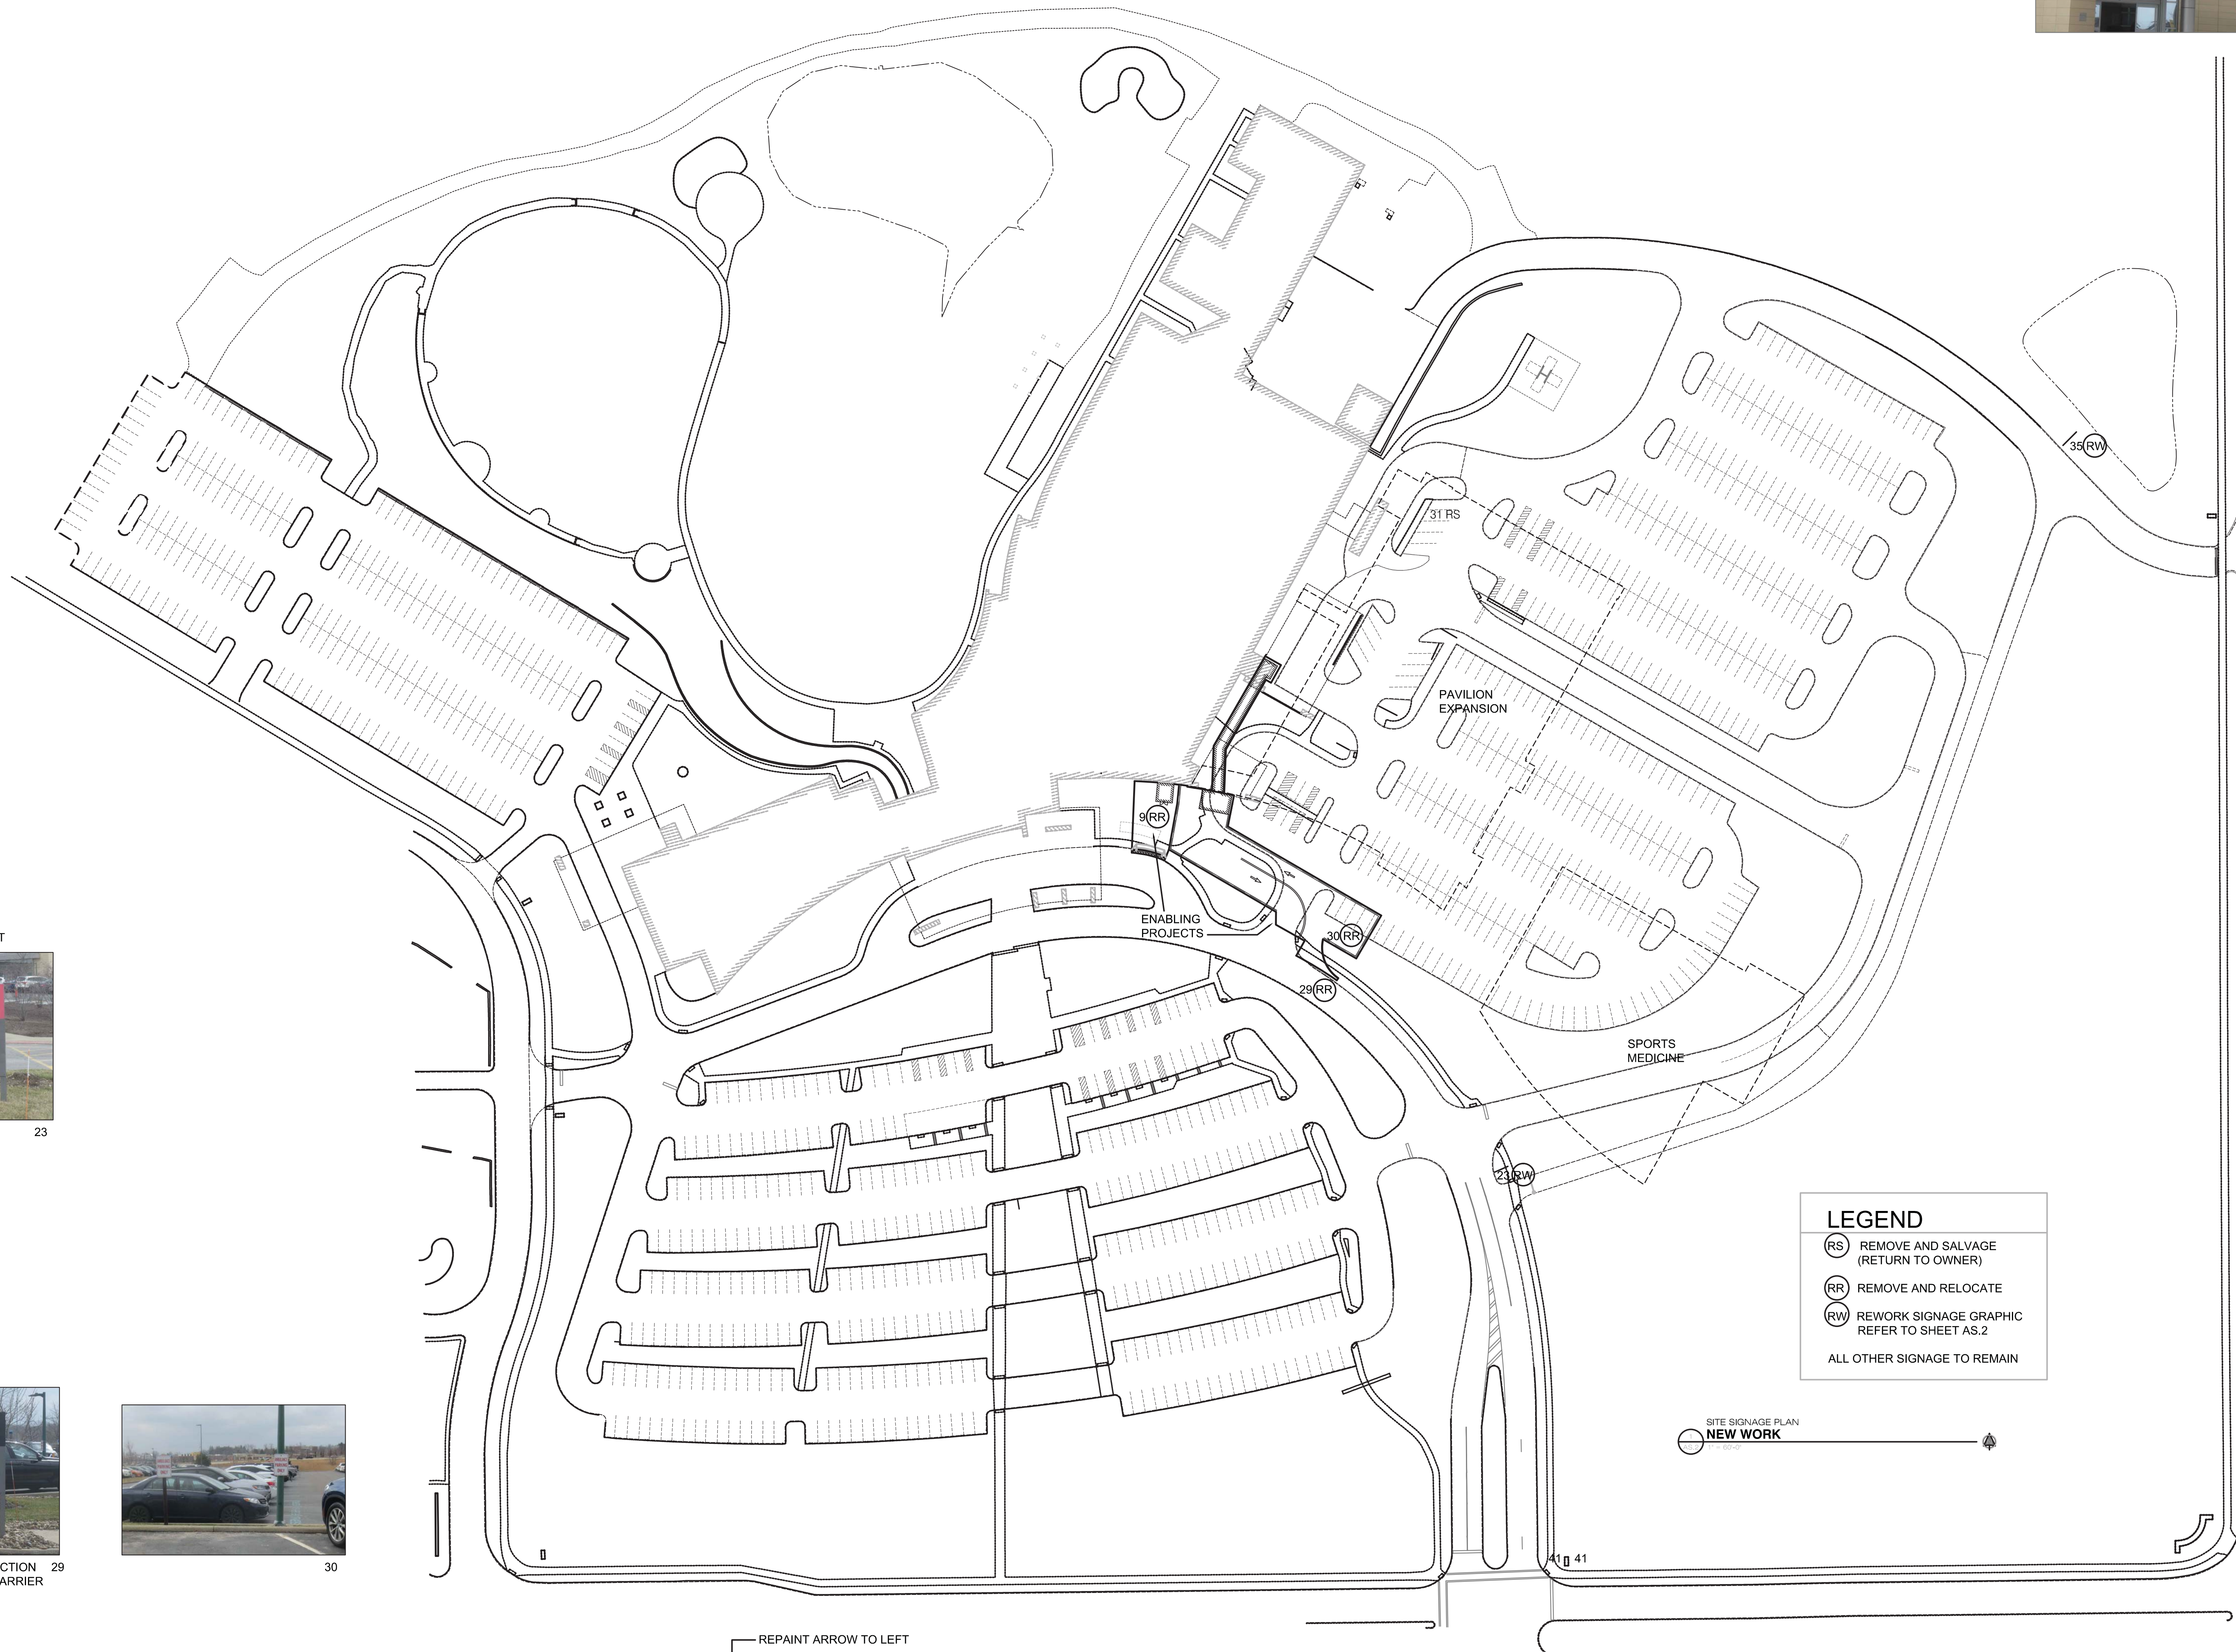 35 RW
31 RS
PAVILION
EXPANSION
9 RR
ENABLING
PROJECTS
30 RR
29 RR
SPORTS
MEDICINE
23 RW
T
23
LEGEND
RS REMOVE AND SALVAGE
(RETURN TO OWNER)
RR REMOVE AND RELOCATE
RW REWORK SIGNAGE GRAPHIC
REFER TO SHEET AS.2
ALL OTHER SIGNAGE TO REMAIN
SITE SIGNAGE PLAN
NEW WORK
1" = 60'-0"
H
CTION 29
ARRIER
30
41 41
REPAINT ARROW TO LEFT